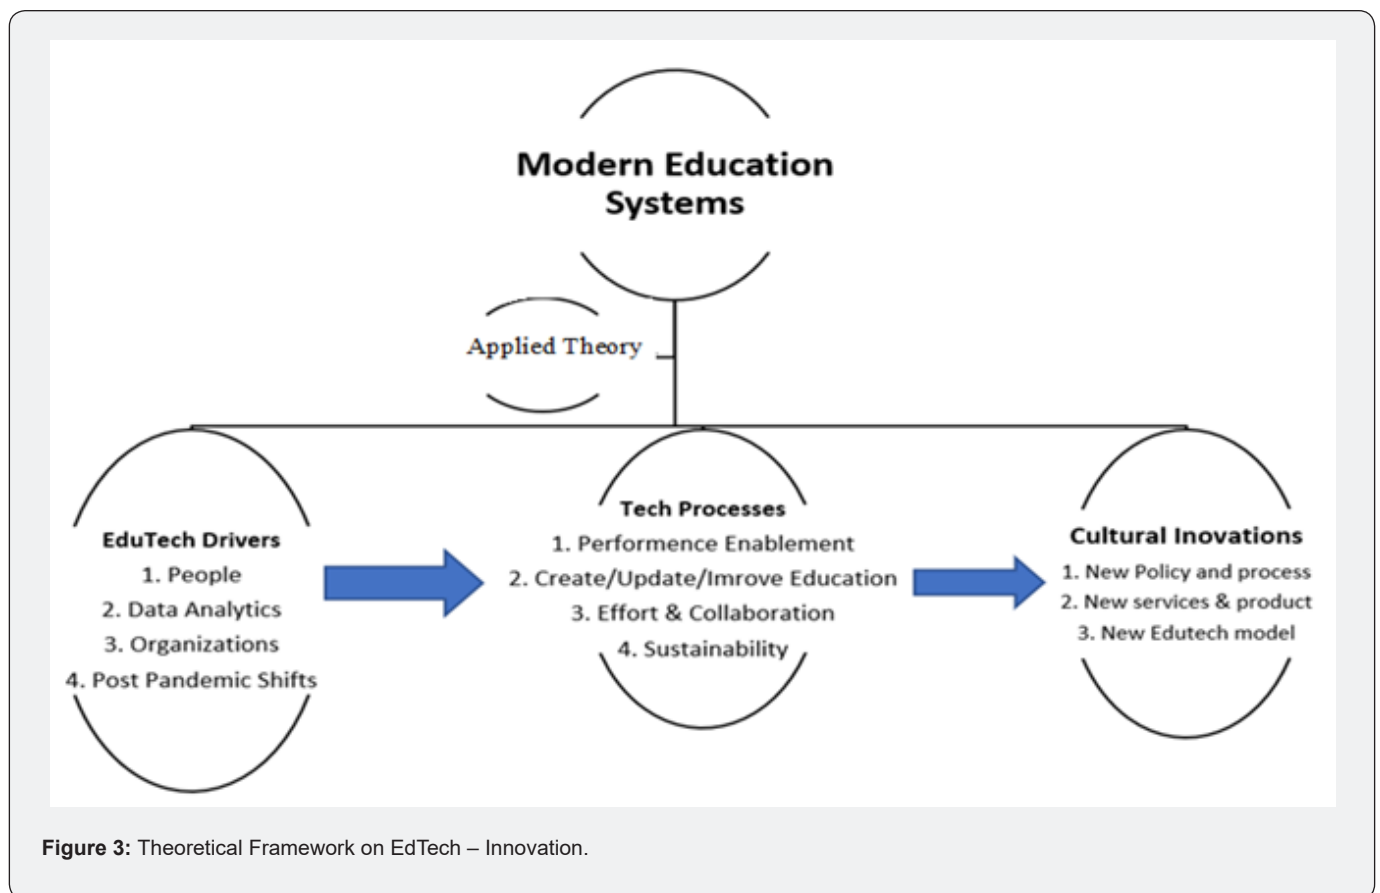 Modern Education
Systems
Applied Theory
EduTech Drivers
1. People
2. Data Analytics
3. Organizations
4. Post Pandemic Shifts
Tech Processes
1. Performence Enablement
2. Create/Update/Imrove Education
3. Effort & Collaboration
4. Sustainability
Cultural Inovations
1. New Policy and process
2. New services & product
3. New Edutech model
Figure 3: Theoretical Framework on EdTech – Innovation.